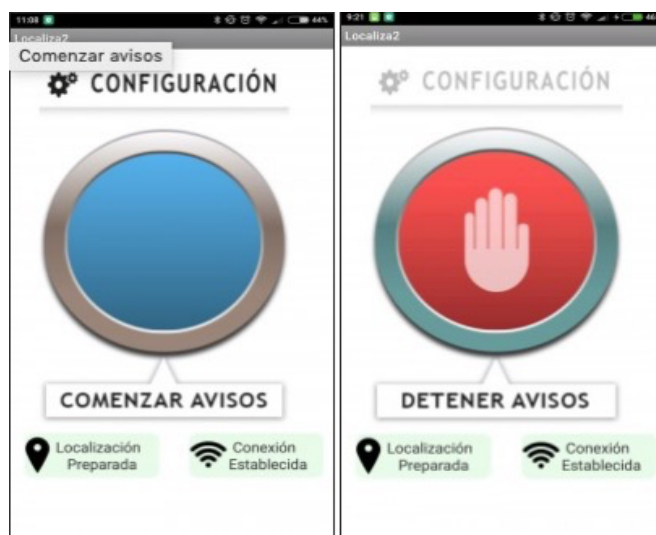 11:08
44%
Localiza2
Comenzar avisos
CONFIGURACIÓN
COMENZAR AVISOS
Localización
Preparada
Conexión
Establecida
9:21
46
Localiza2
CONFIGURACIÓN
DETENER AVISOS
Localización
Preparada
Conexión
Establecida